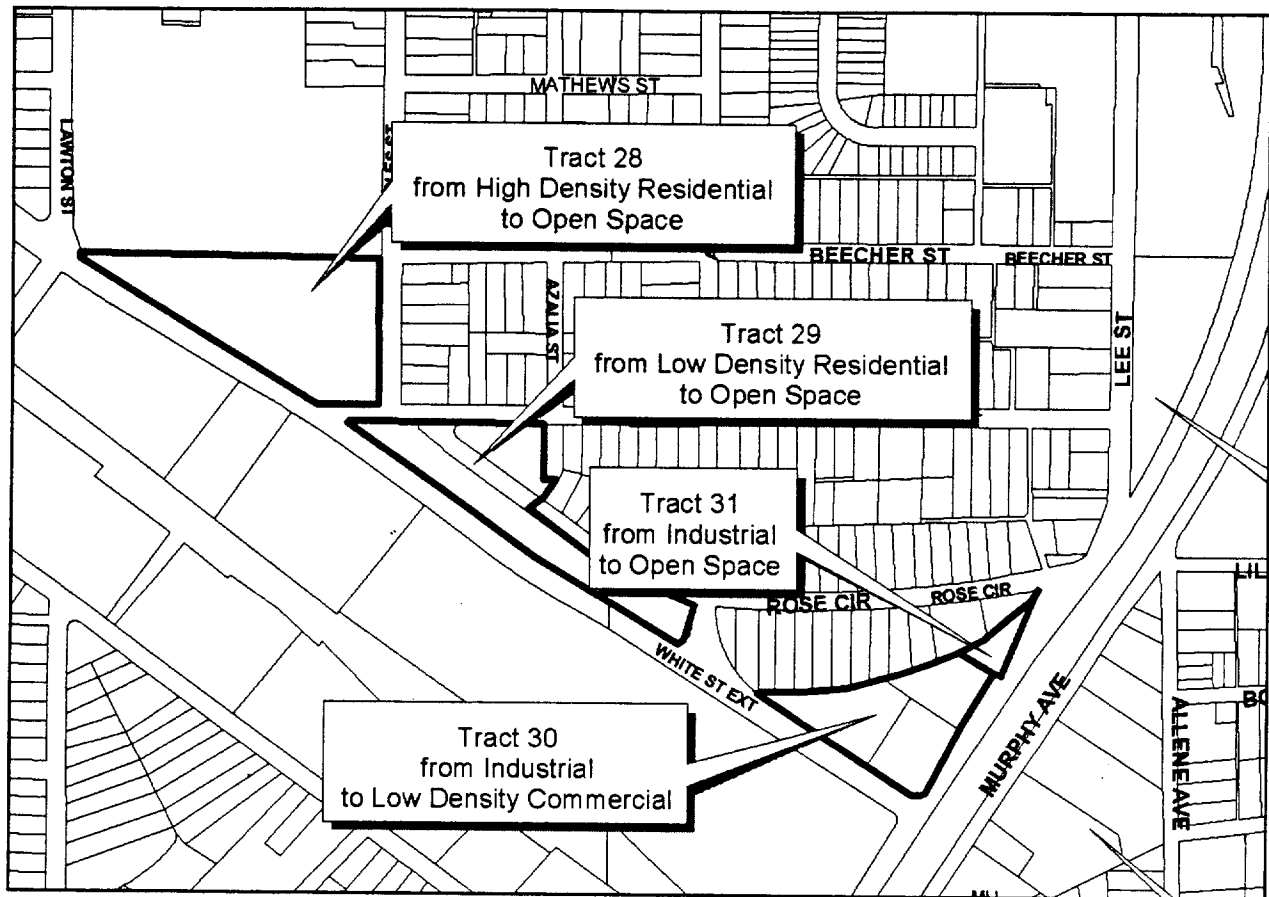 MATHEWS ST
LAWTON ST
Tract 28
from High Density Residential
to Open Space
BEECHER ST
BEECHER ST
AZALIA ST
LEE ST
Tract 29
from Low Density Residential
to Open Space
Tract 31
from Industrial
to Open Space
ROSE CIR
ROSE CIR
WHITE ST EXT
MURPHY AVE
ALLENE AVE
Tract 30
from Industrial
to Low Density Commercial